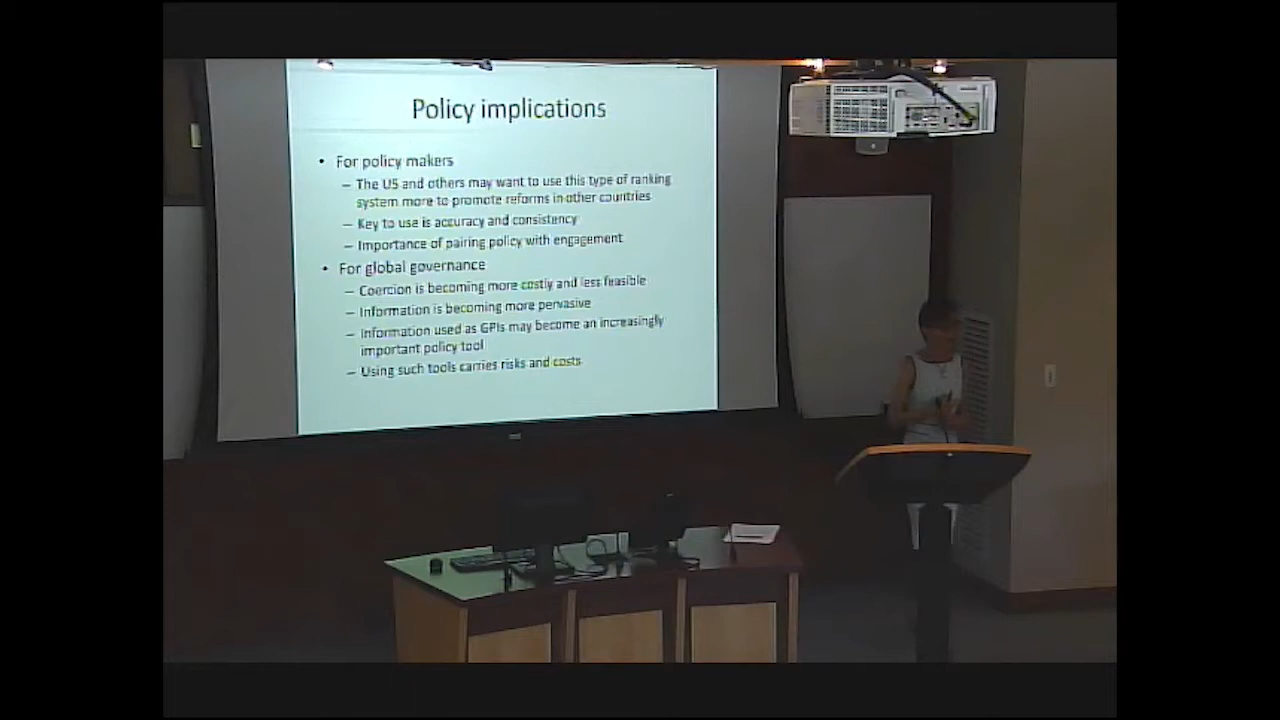 Policy implications
• For policy makers
– The US and others may want to use this type of ranking
system more to promote reforms in other countries
– Key to use is accuracy and consistency
– Importance of pairing policy with engagement
• For global governance
– Coercion is becoming more costly and less feasible
– Information is becoming more pervasive
– Information used as GPIs may become an increasingly
important policy tool
– Using such tools carries risks and costs